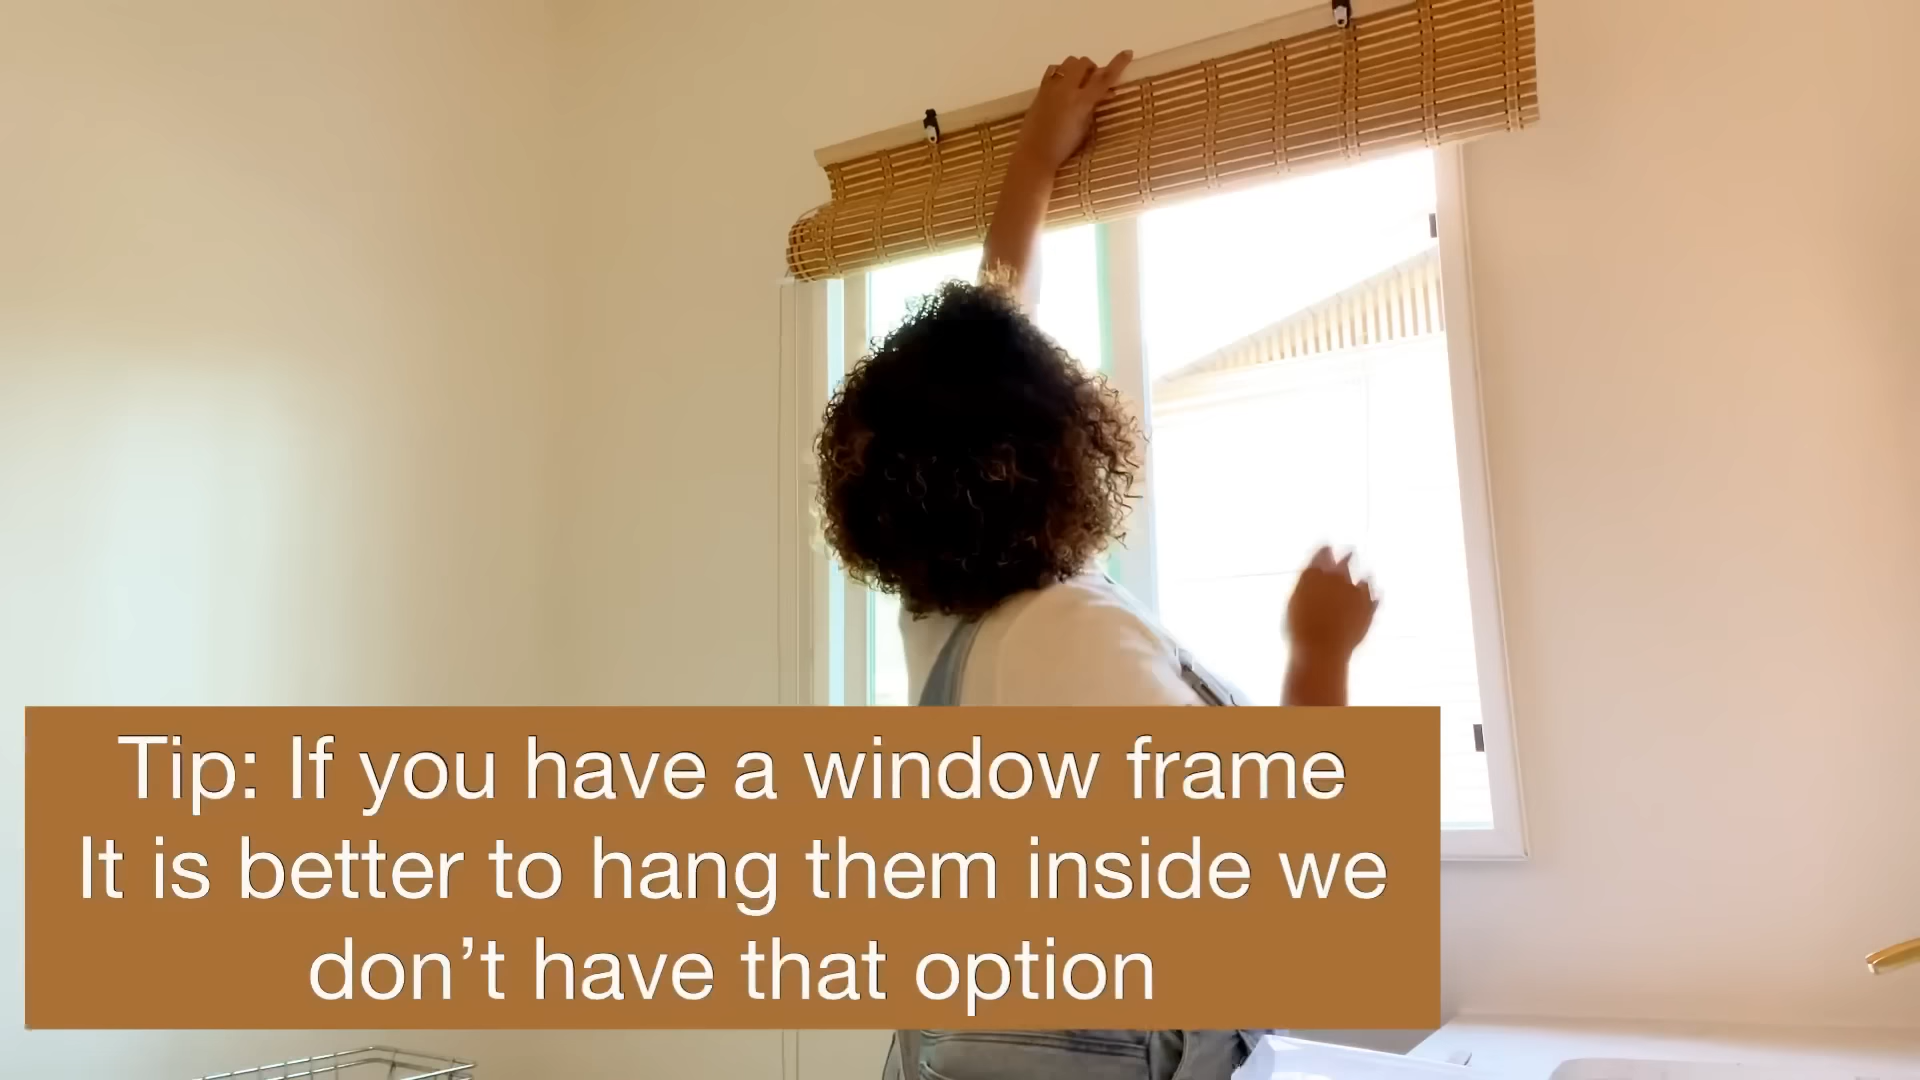 Tip: If you have a window frame
It is better to hang them inside we
don’t have that option